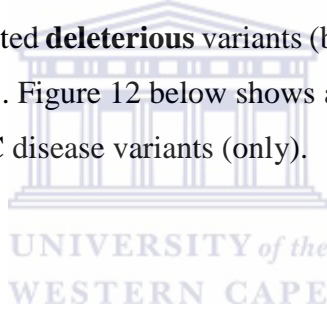 ted deleterious variants (b
. Figure 12 below shows a
C disease variants (only).
UNIVERSITY of the
WESTERN CAPE